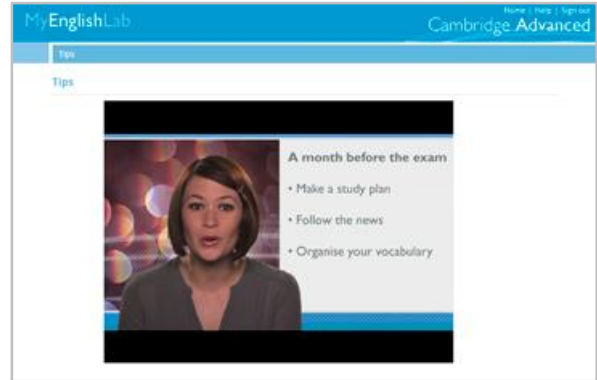 Home | Help | Sign out
MyEnglishLab
Cambridge Advanced
Tips
Tips
A month before the exam
• Make a study plan
• Follow the news
• Organise your vocabulary